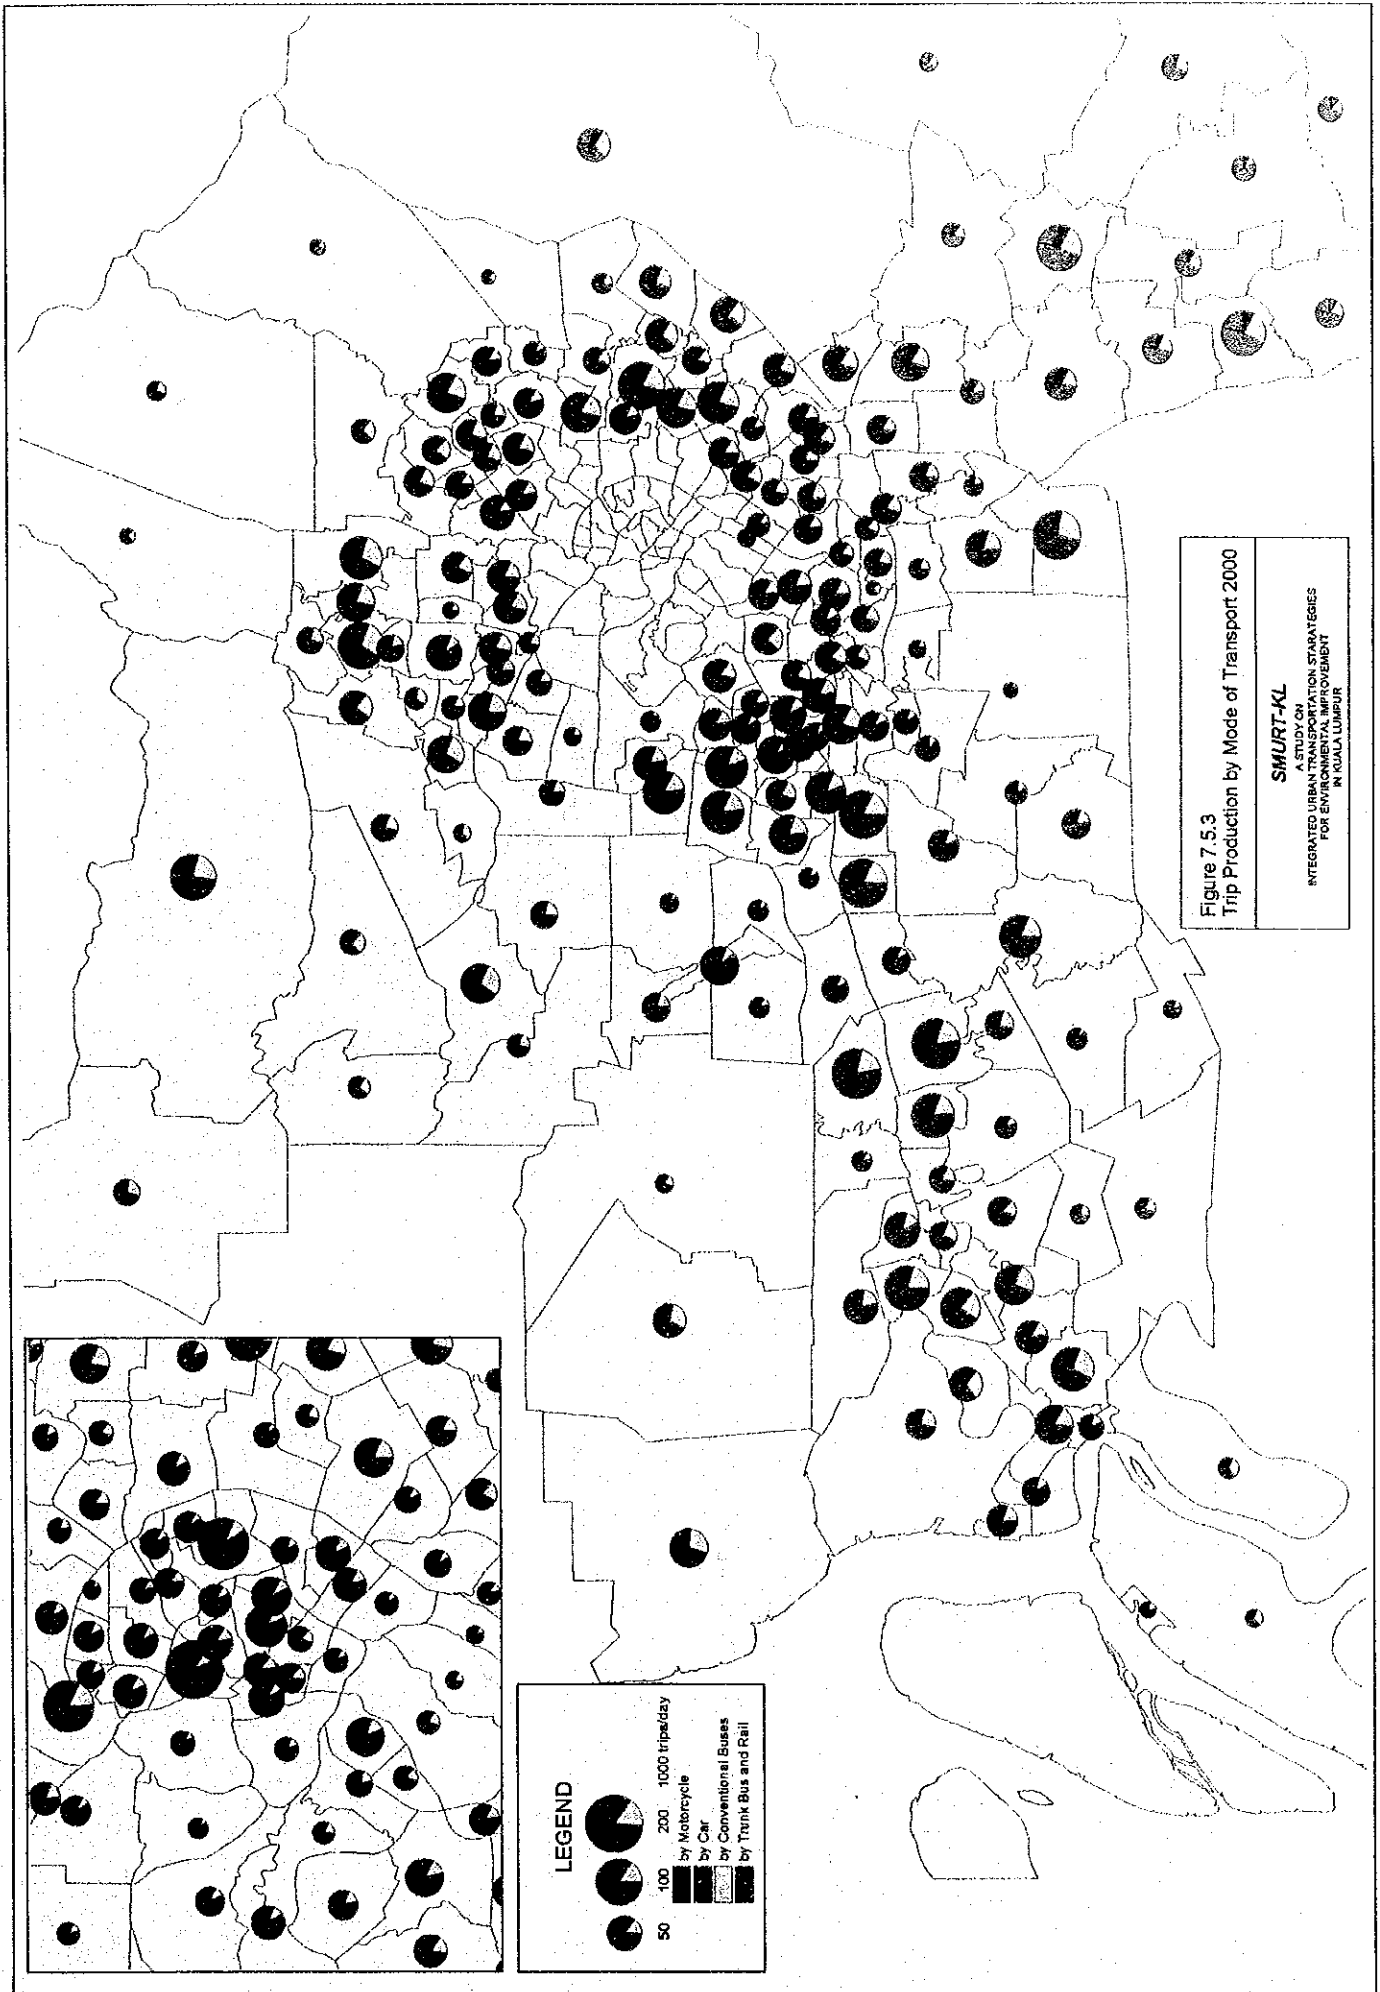 LEGEND
50 100 200 1000 trips/day
by Motorcycle
by Car
by Conventional Buses
by Trunk Bus and Rail
Figure 7.5.3
Trip Production by Mode of Transport 2000
SMURT-KL
A STUDY ON
INTEGRATED URBAN TRANSPORTATION STARATEGIES
FOR ENVIRONMENTAL IMPROVEMENT
IN KUALA LUMPUR